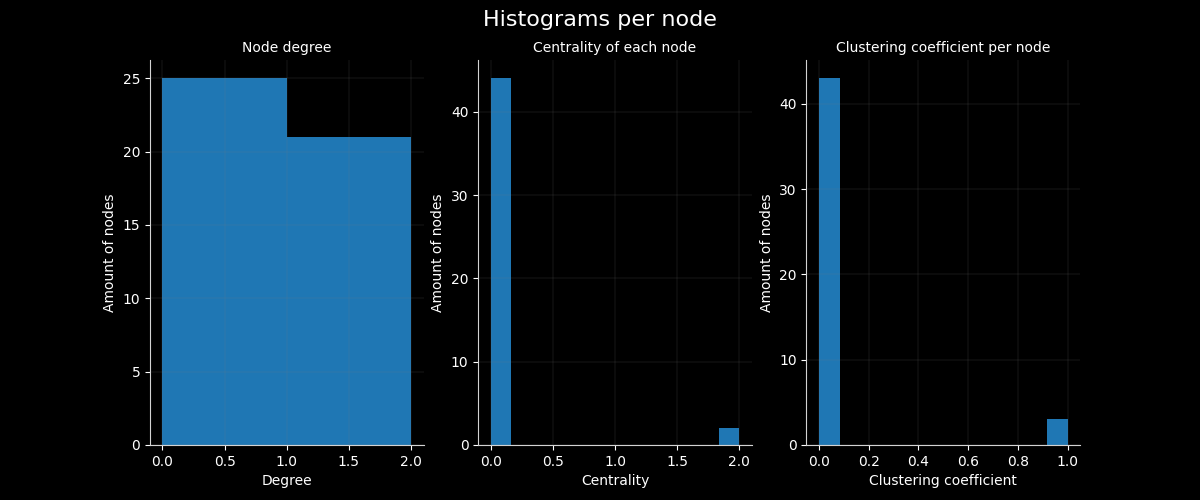 Histograms per node
Node degree
Amount of nodes
25
20
15
10
5
0
0.0 0.5 1.0 1.5 2.0
Degree
Centrality of each node
Amount of nodes
40
30
20
10
0
0.0 0.5 1.0 1.5 2.0
Centrality
Clustering coefficient per node
Amount of nodes
40
30
20
10
0
0.0 0.2 0.4 0.6 0.8 1.0
Clustering coefficient